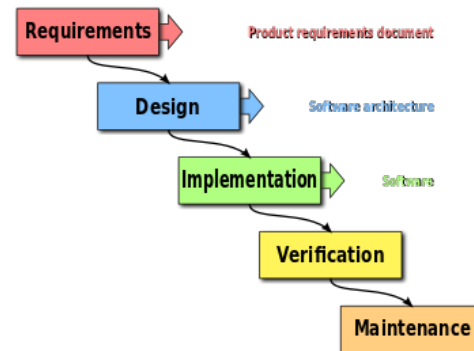 Requirements
Product requirements document
Design
Software architecture
Implementation
Software
Verification
Maintenance